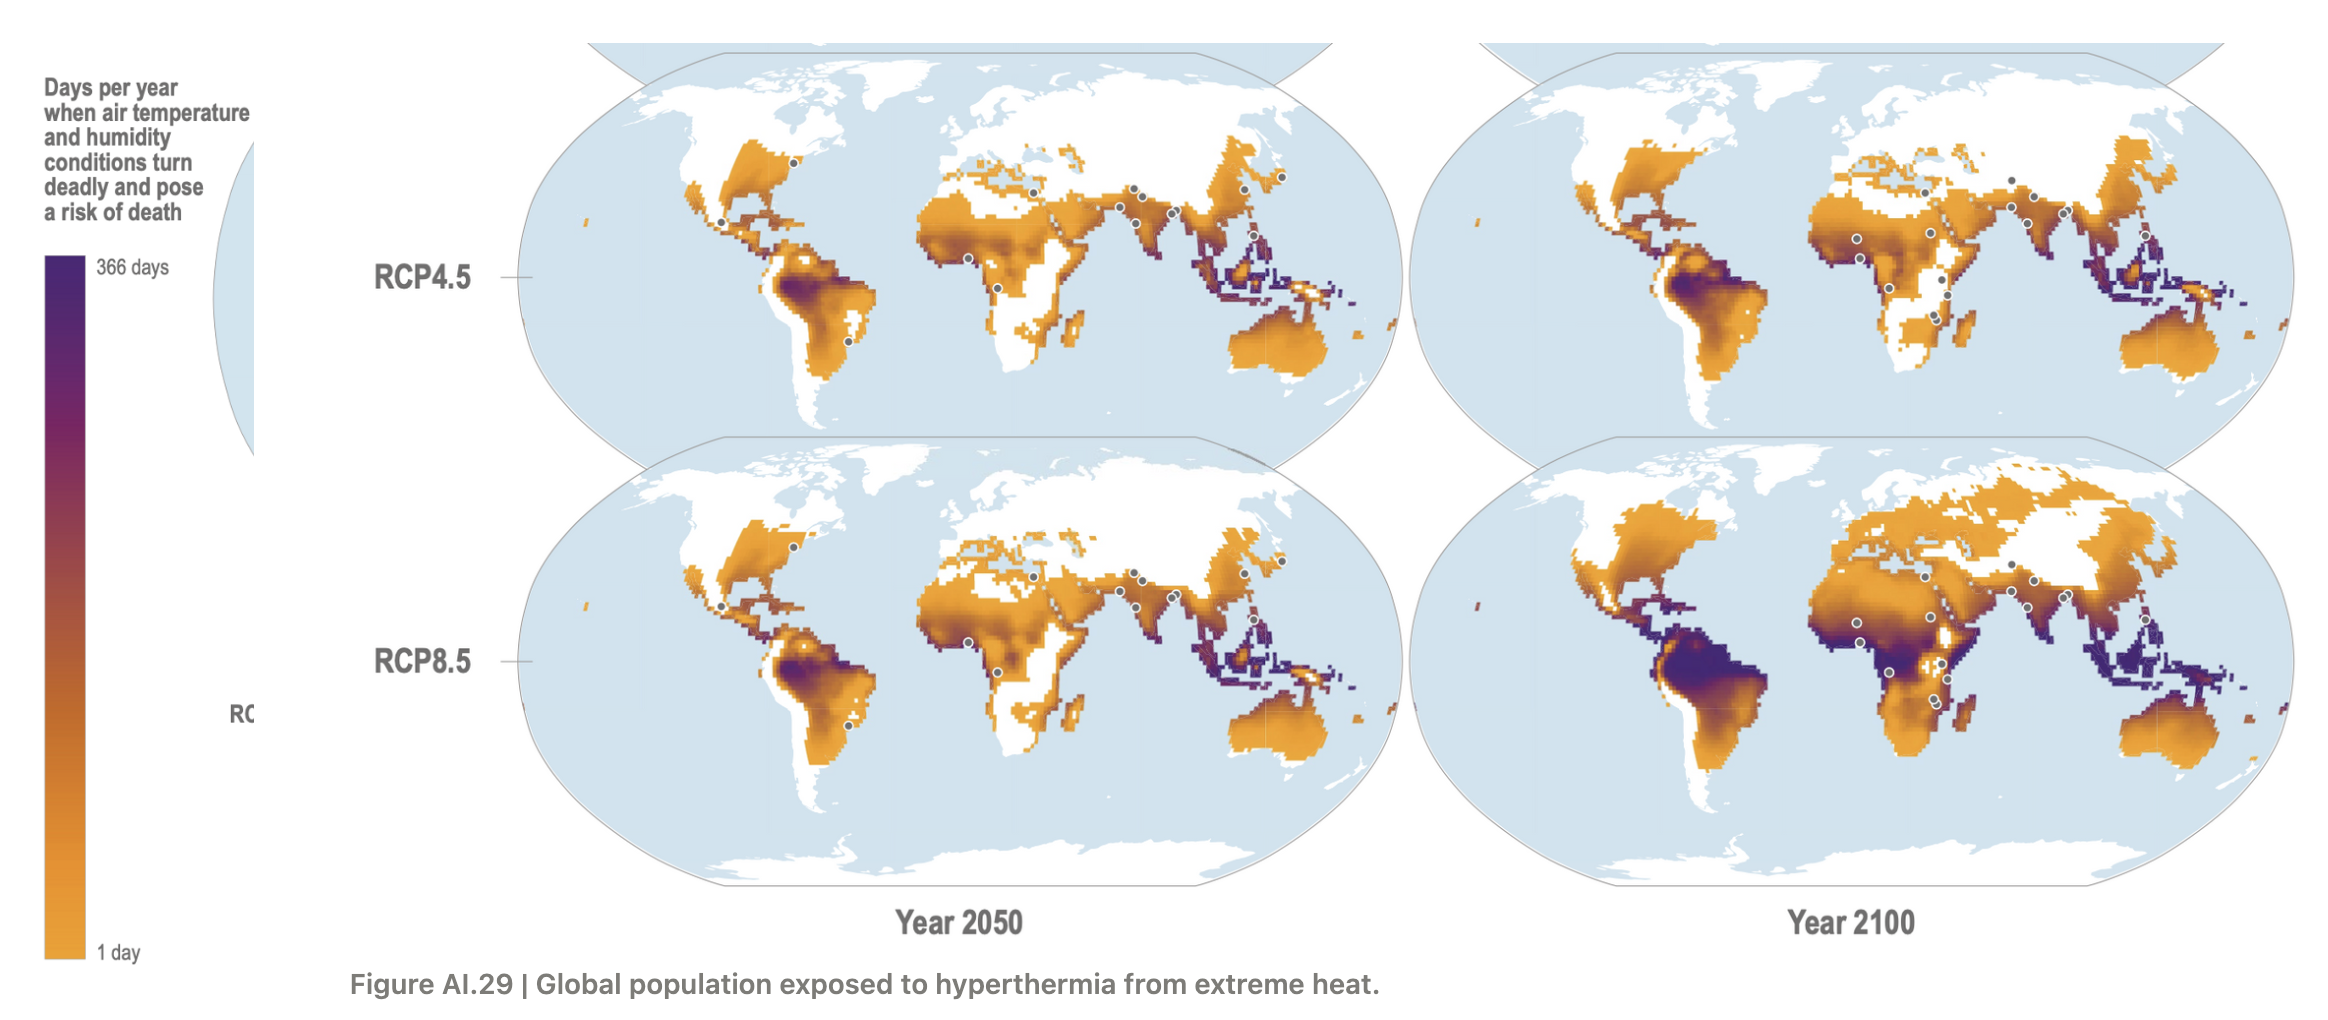 Days per year
when air temperature
and humidity
conditions turn
deadly and pose
a risk of death
366 days
1 day
RC
RCP4.5
RCP8.5
Year 2050
Year 2100
Figure AI.29 | Global population exposed to hyperthermia from extreme heat.